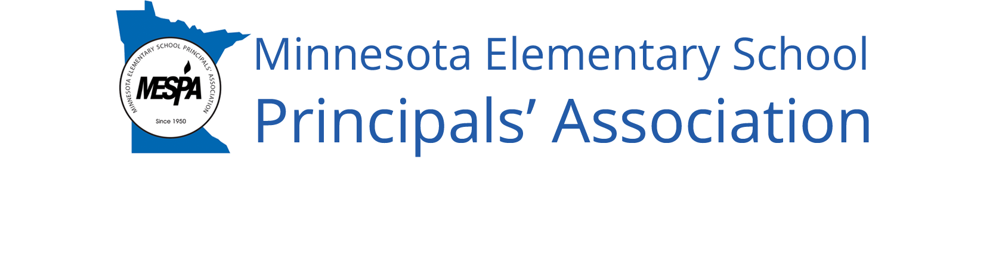 MINNESOTA ELEMENTARY SCHOOL PRINCIPALS’ ASSOCIATION
MESPA
Since 1950
Minnesota Elementary School
Principals’ Association